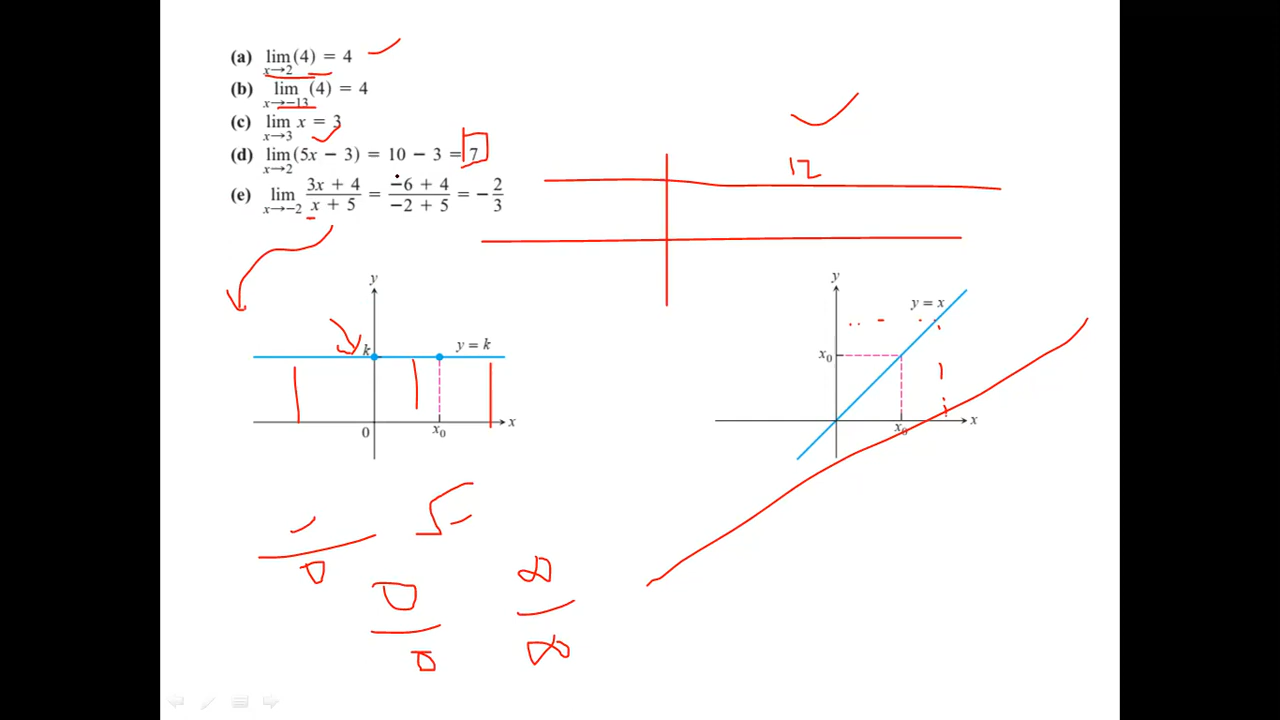 (a) lim(4) = 4
x→2
(b) lim (4) = 4
x→−13
(c) lim x = 3
x→3
(d) lim(5x − 3) = 10 − 3 = 7
x→2
12
(e) lim 3x + 4 / x + 5 = −6 + 4 / −2 + 5 = − 2 / 3
x→−2
y
k
y = k
0
x₀
x
y
y = x
x₀
x₀
x
— / 0
√−
0 / 0
∞ / ∞